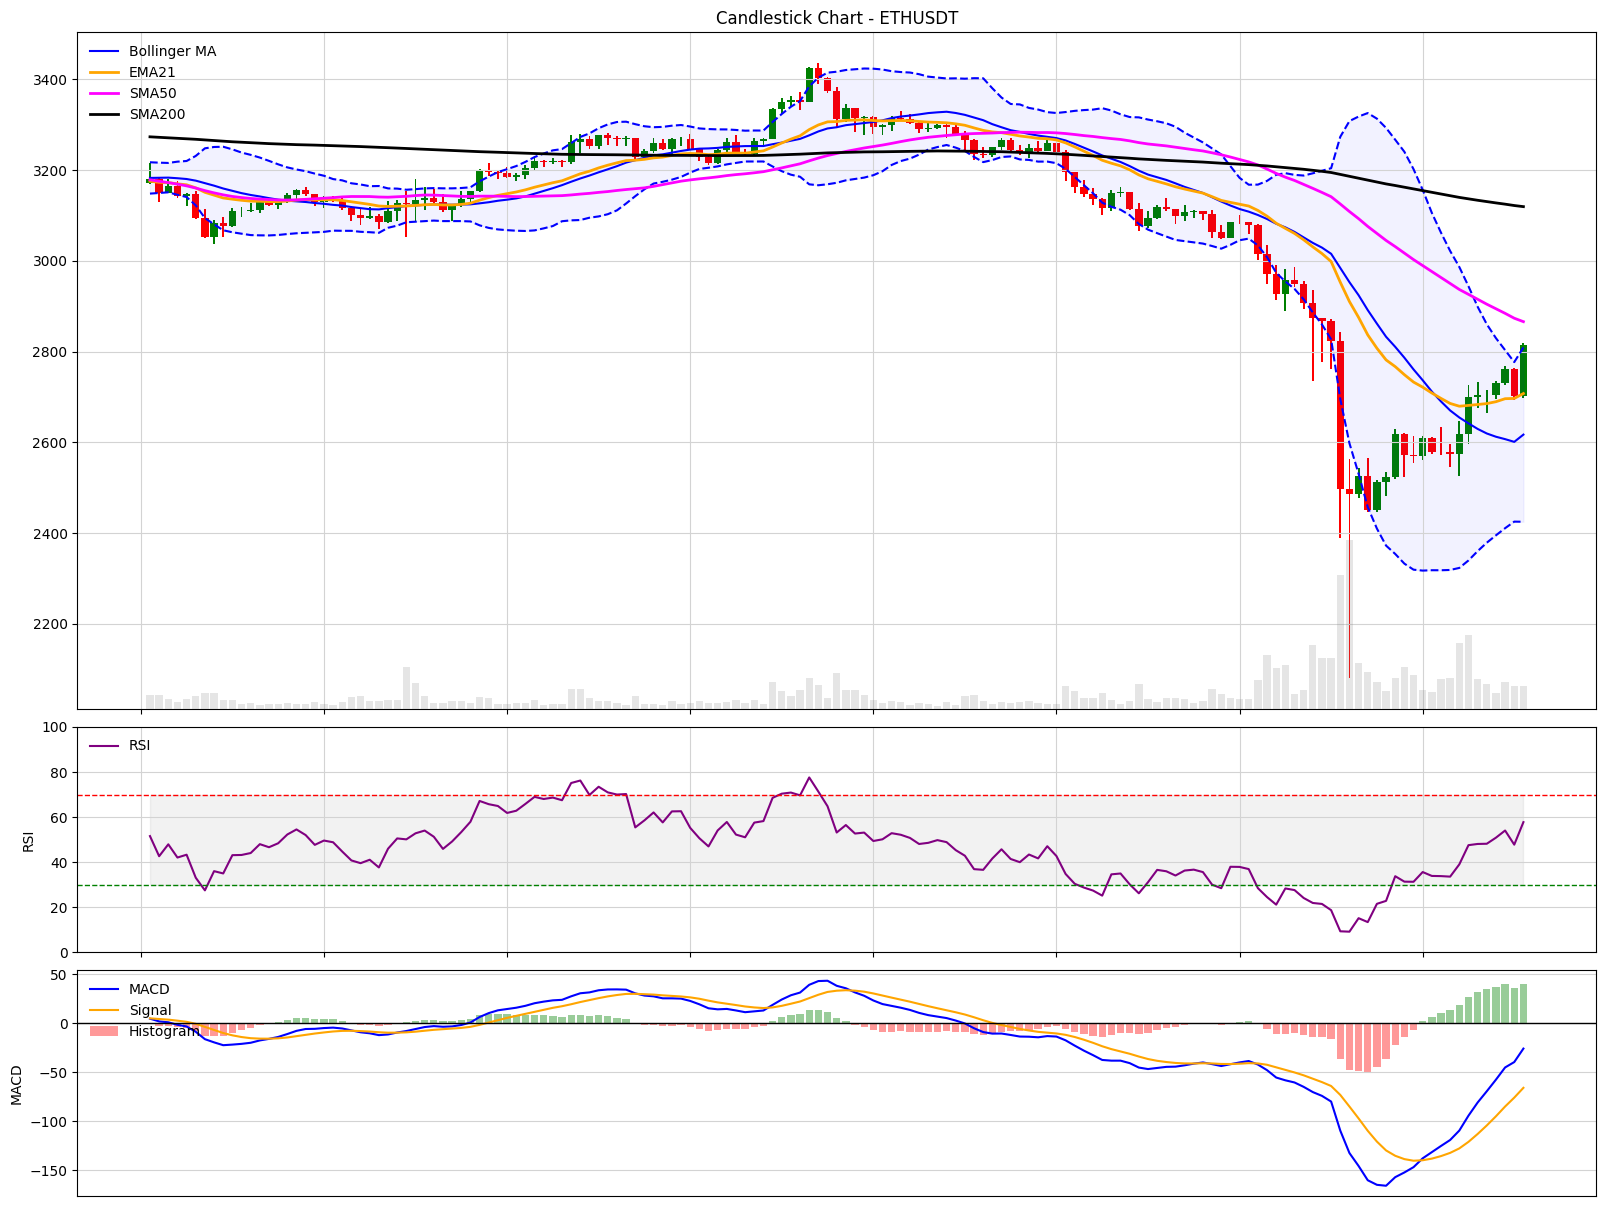 Candlestick Chart - ETHUSDT
Bollinger MA
EMA21
SMA50
SMA200
3400
3200
3000
2800
2600
2400
2200
RSI
100
80
60
40
20
0
RSI
MACD
Signal
Histogram
50
0
−50
−100
−150
MACD